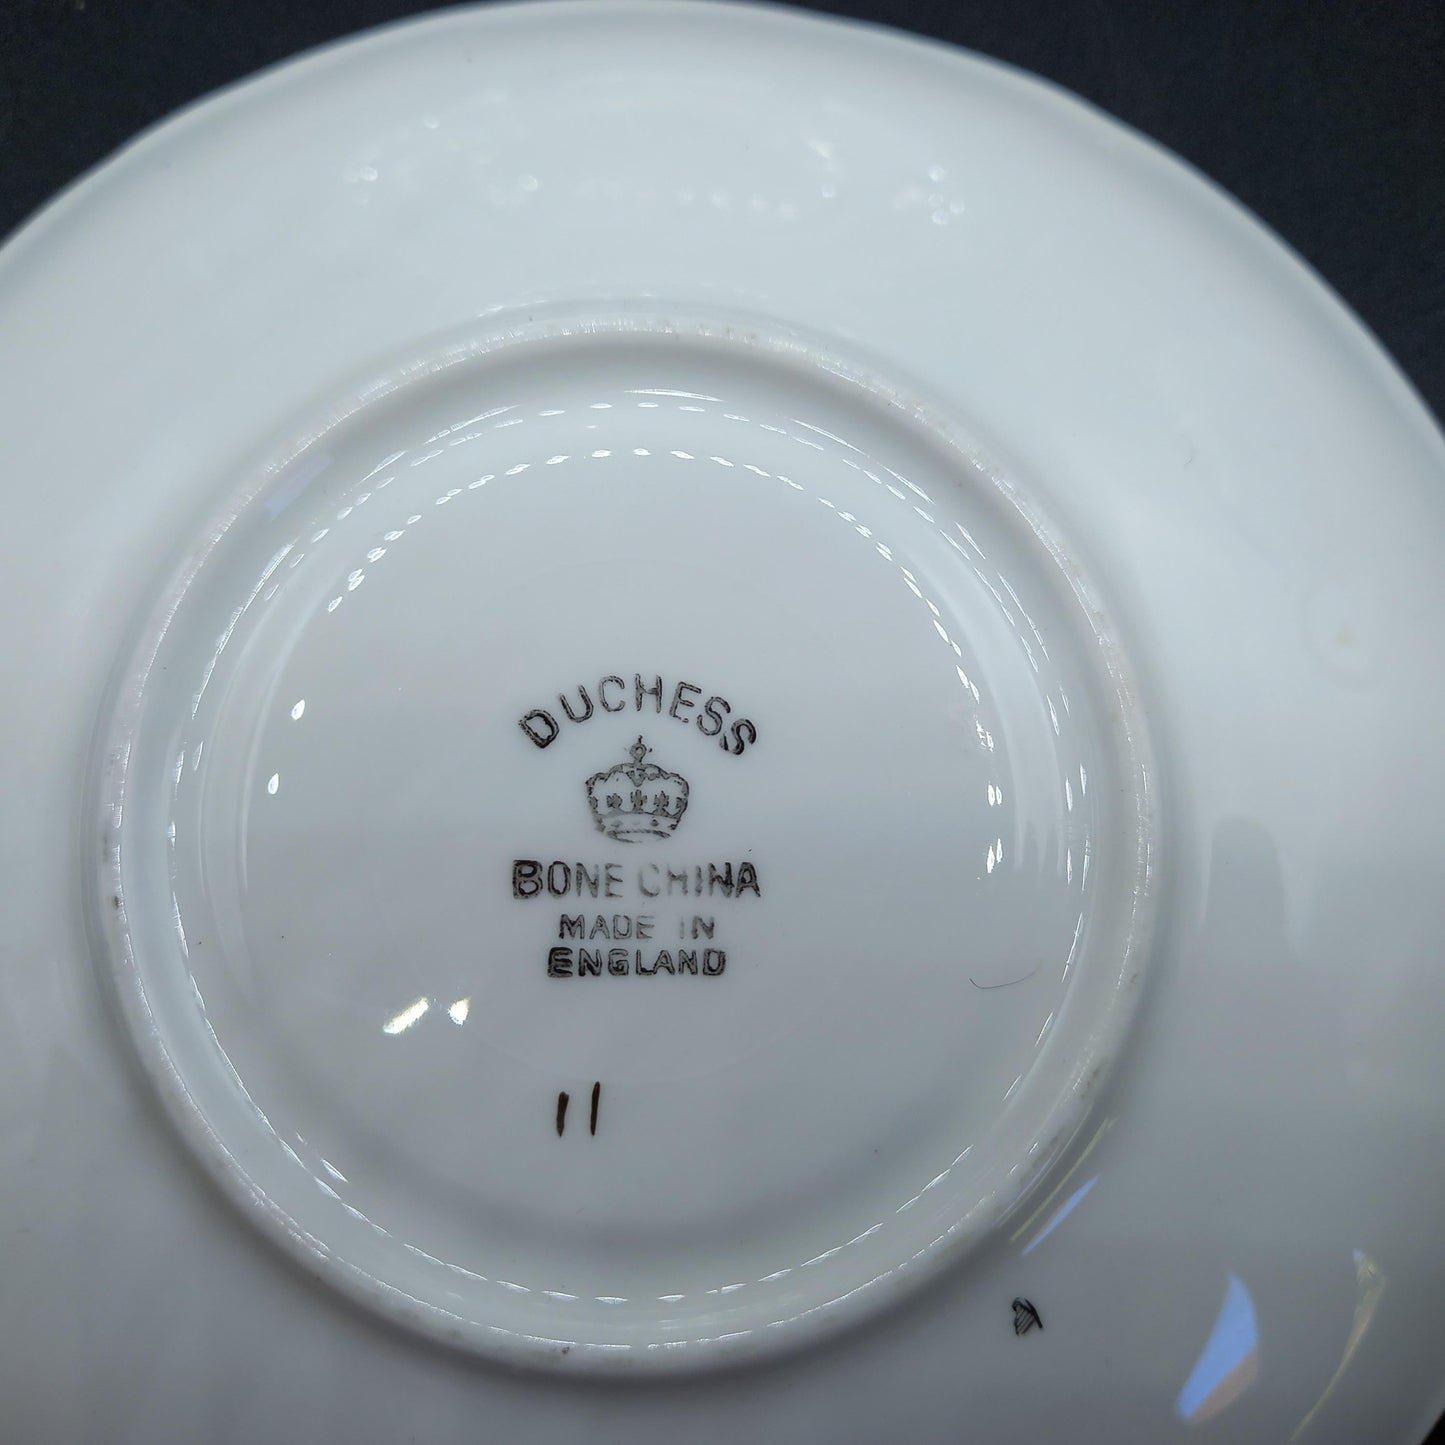 DUCHESS
BONE CHINA
MADE IN
ENGLAND
11